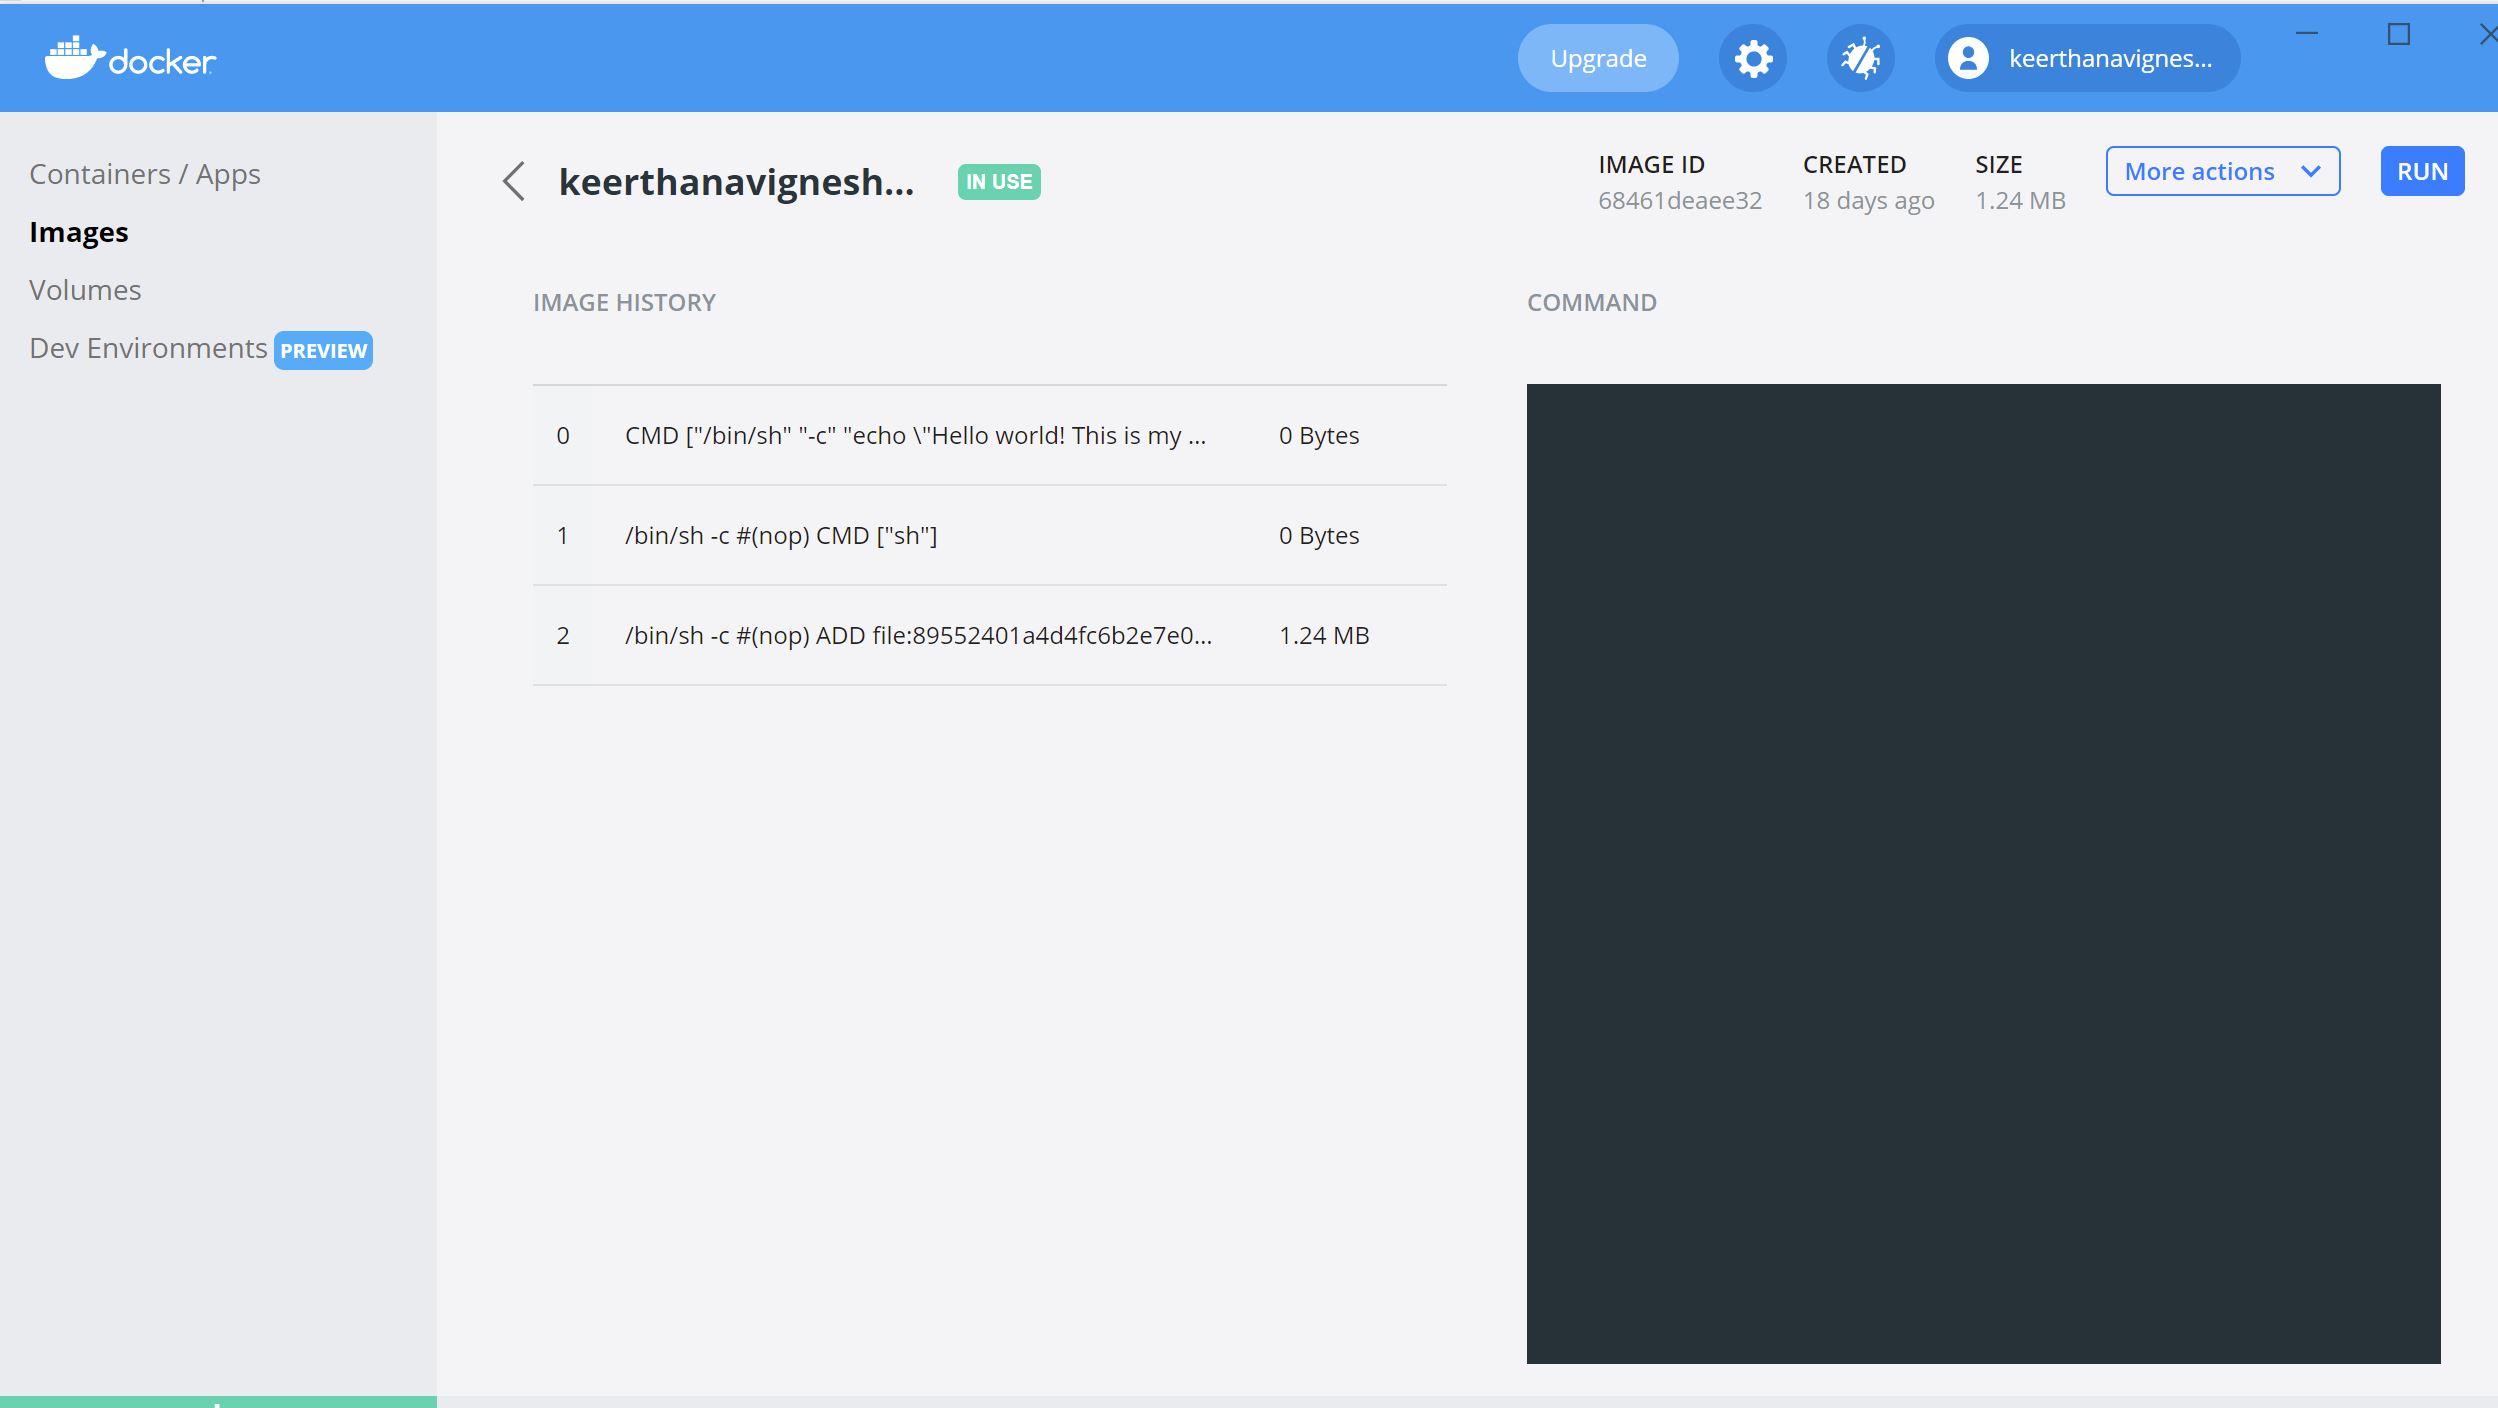 docker
Upgrade
keerthanavignes...
Containers / Apps
Images
Volumes
Dev Environments PREVIEW
keerthanavignesh... IN USE
IMAGE ID CREATED SIZE
68461deaee32 18 days ago 1.24 MB
More actions
RUN
IMAGE HISTORY
0 CMD ["/bin/sh" "-c" "echo \"Hello world! This is my ... 0 Bytes
1 /bin/sh -c #(nop) CMD ["sh"] 0 Bytes
2 /bin/sh -c #(nop) ADD file:89552401a4d4fc6b2e7e0... 1.24 MB
COMMAND